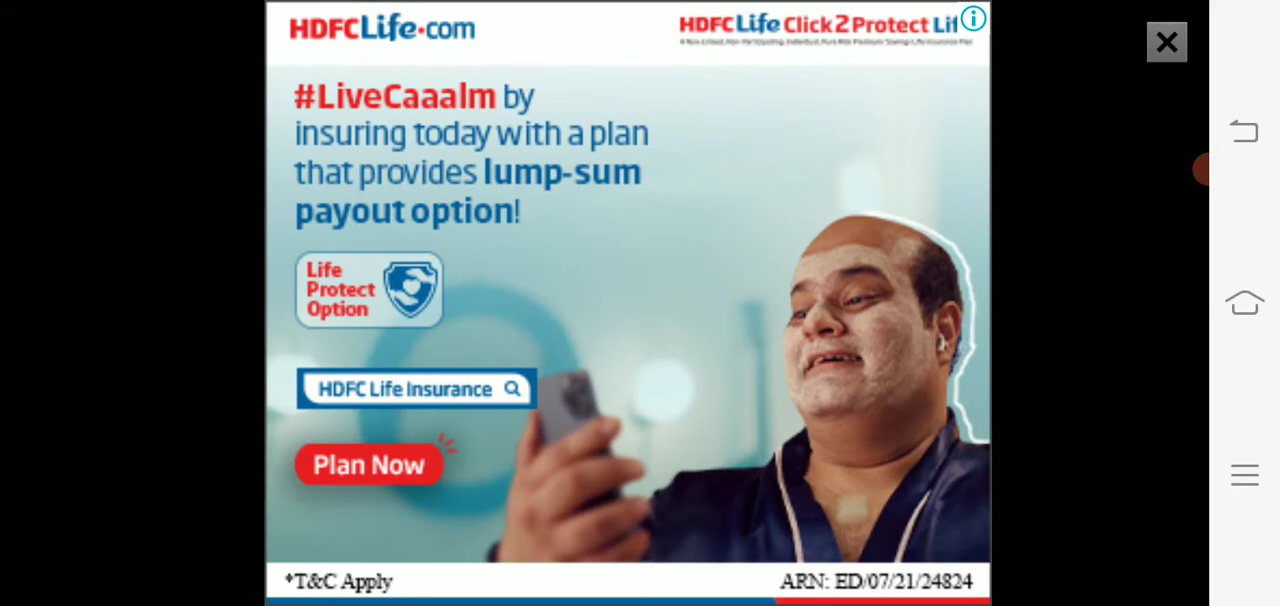 HDFCLife.com
HDFC Life Click 2 Protect Lif
#LiveCaaalm by
insuring today with a plan
that provides lump-sum
payout option!
Life
Protect
Option
HDFC Life Insurance
Plan Now
*T&C Apply
ARN: ED/07/21/24824